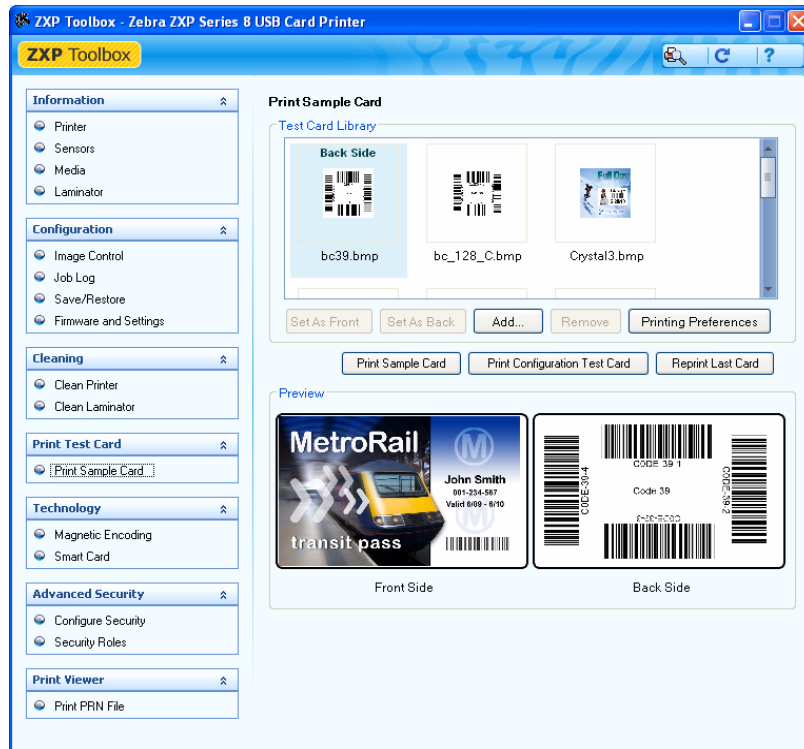 ZXP Toolbox - Zebra ZXP Series 8 USB Card Printer
ZXP Toolbox
Information
Printer
Sensors
Media
Laminator
Configuration
Image Control
Job Log
Save/Restore
Firmware and Settings
Cleaning
Clean Printer
Clean Laminator
Print Test Card
Print Sample Card
Technology
Magnetic Encoding
Smart Card
Advanced Security
Configure Security
Security Roles
Print Viewer
Print PRN File
Print Sample Card
Test Card Library
Back Side
Full Day
bc39.bmp bc_128_C.bmp Crystal3.bmp
Set As Front Set As Back Add... Remove Printing Preferences
Print Sample Card Print Configuration Test Card Reprint Last Card
Preview
MetroRail
M
John Smith
001-234-567
Valid 6/09 - 6/10
M
transit pass
CODE 39 1
CODE-39-2
Code 39
CODE-39-4
Front Side Back Side